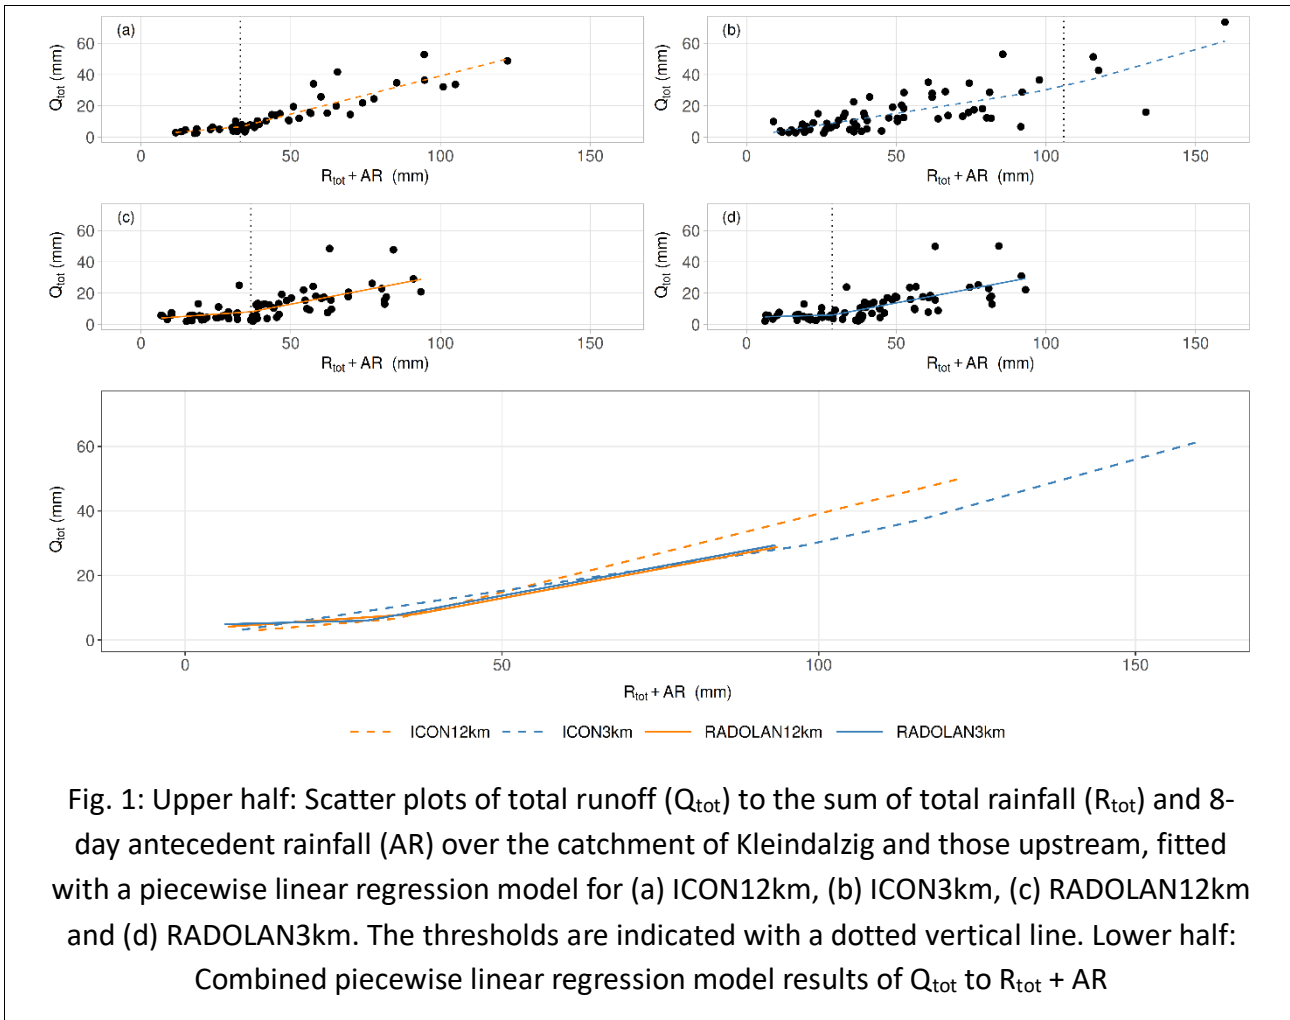 (a)
60
40
20
0
Qtot (mm)
0 50 100 150
Rtot + AR (mm)
(b)
60
40
20
0
Qtot (mm)
0 50 100 150
Rtot + AR (mm)
(c)
60
40
20
0
Qtot (mm)
0 50 100 150
Rtot + AR (mm)
(d)
60
40
20
0
Qtot (mm)
0 50 100 150
Rtot + AR (mm)
60
40
20
0
Qtot (mm)
0 50 100 150
Rtot + AR (mm)
ICON12km ICON3km RADOLAN12km RADOLAN3km
Fig. 1: Upper half: Scatter plots of total runoff (Qtot) to the sum of total rainfall (Rtot) and 8-
day antecedent rainfall (AR) over the catchment of Kleindalzig and those upstream, fitted
with a piecewise linear regression model for (a) ICON12km, (b) ICON3km, (c) RADOLAN12km
and (d) RADOLAN3km. The thresholds are indicated with a dotted vertical line. Lower half:
Combined piecewise linear regression model results of Qtot to Rtot + AR